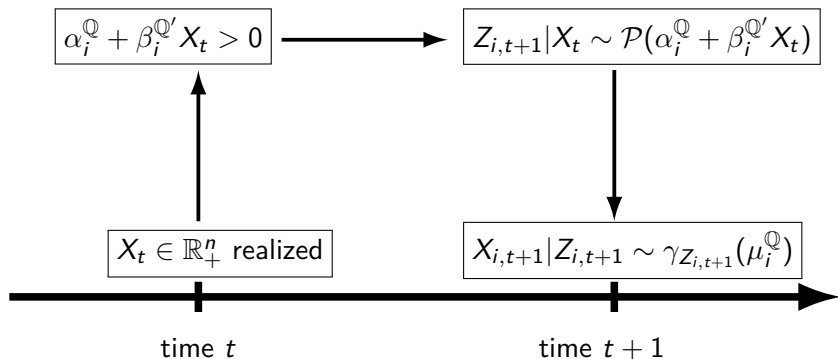 α_i^ℚ + β_i^ℚ′ X_t > 0
Z_{i,t+1}|X_t ∼ 𝒫(α_i^ℚ + β_i^ℚ′ X_t)
X_t ∈ ℝ_+^n realized
X_{i,t+1}|Z_{i,t+1} ∼ γ_{Z_{i,t+1}}(μ_i^ℚ)
time t
time t + 1